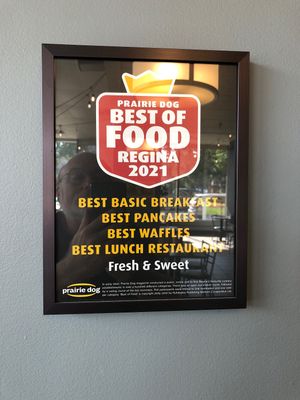 PRAIRIE DOG
BEST OF
FOOD
REGINA
2021
BEST BASIC BREAKFAST
BEST PANCAKES
BEST WAFFLES
BEST LUNCH RESTAURANT
Fresh & Sweet
prairie dog